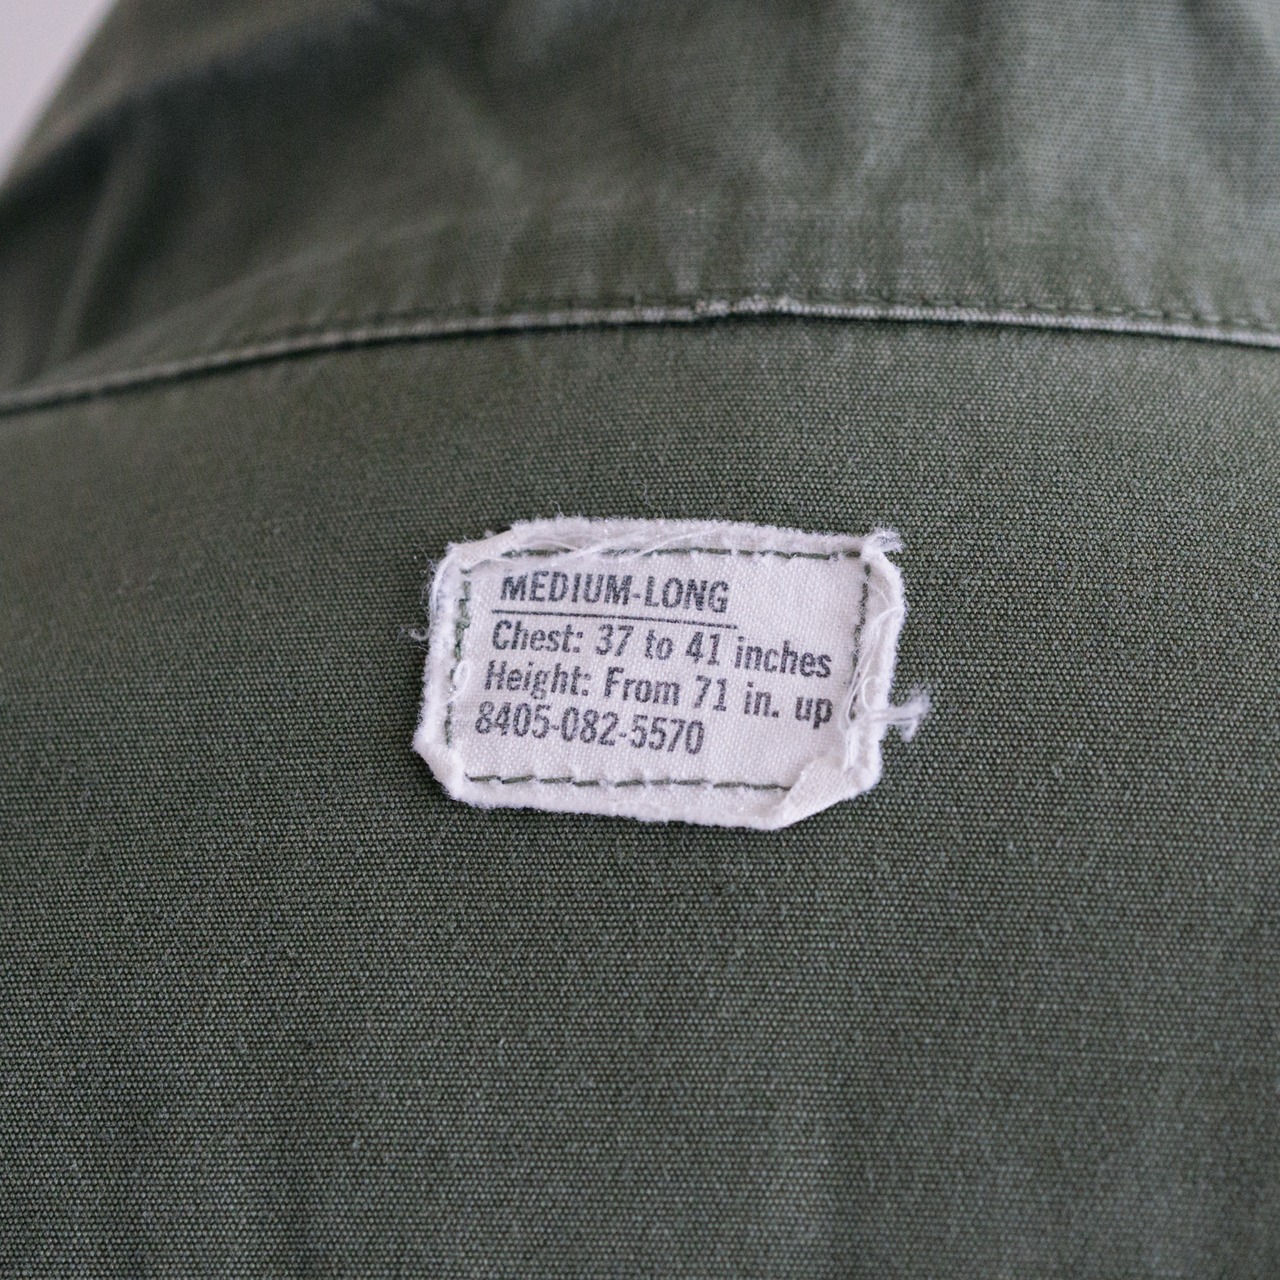 MEDIUM-LONG
Chest: 37 to 41 inches
Height: From 71 in. up
8405-082-5570